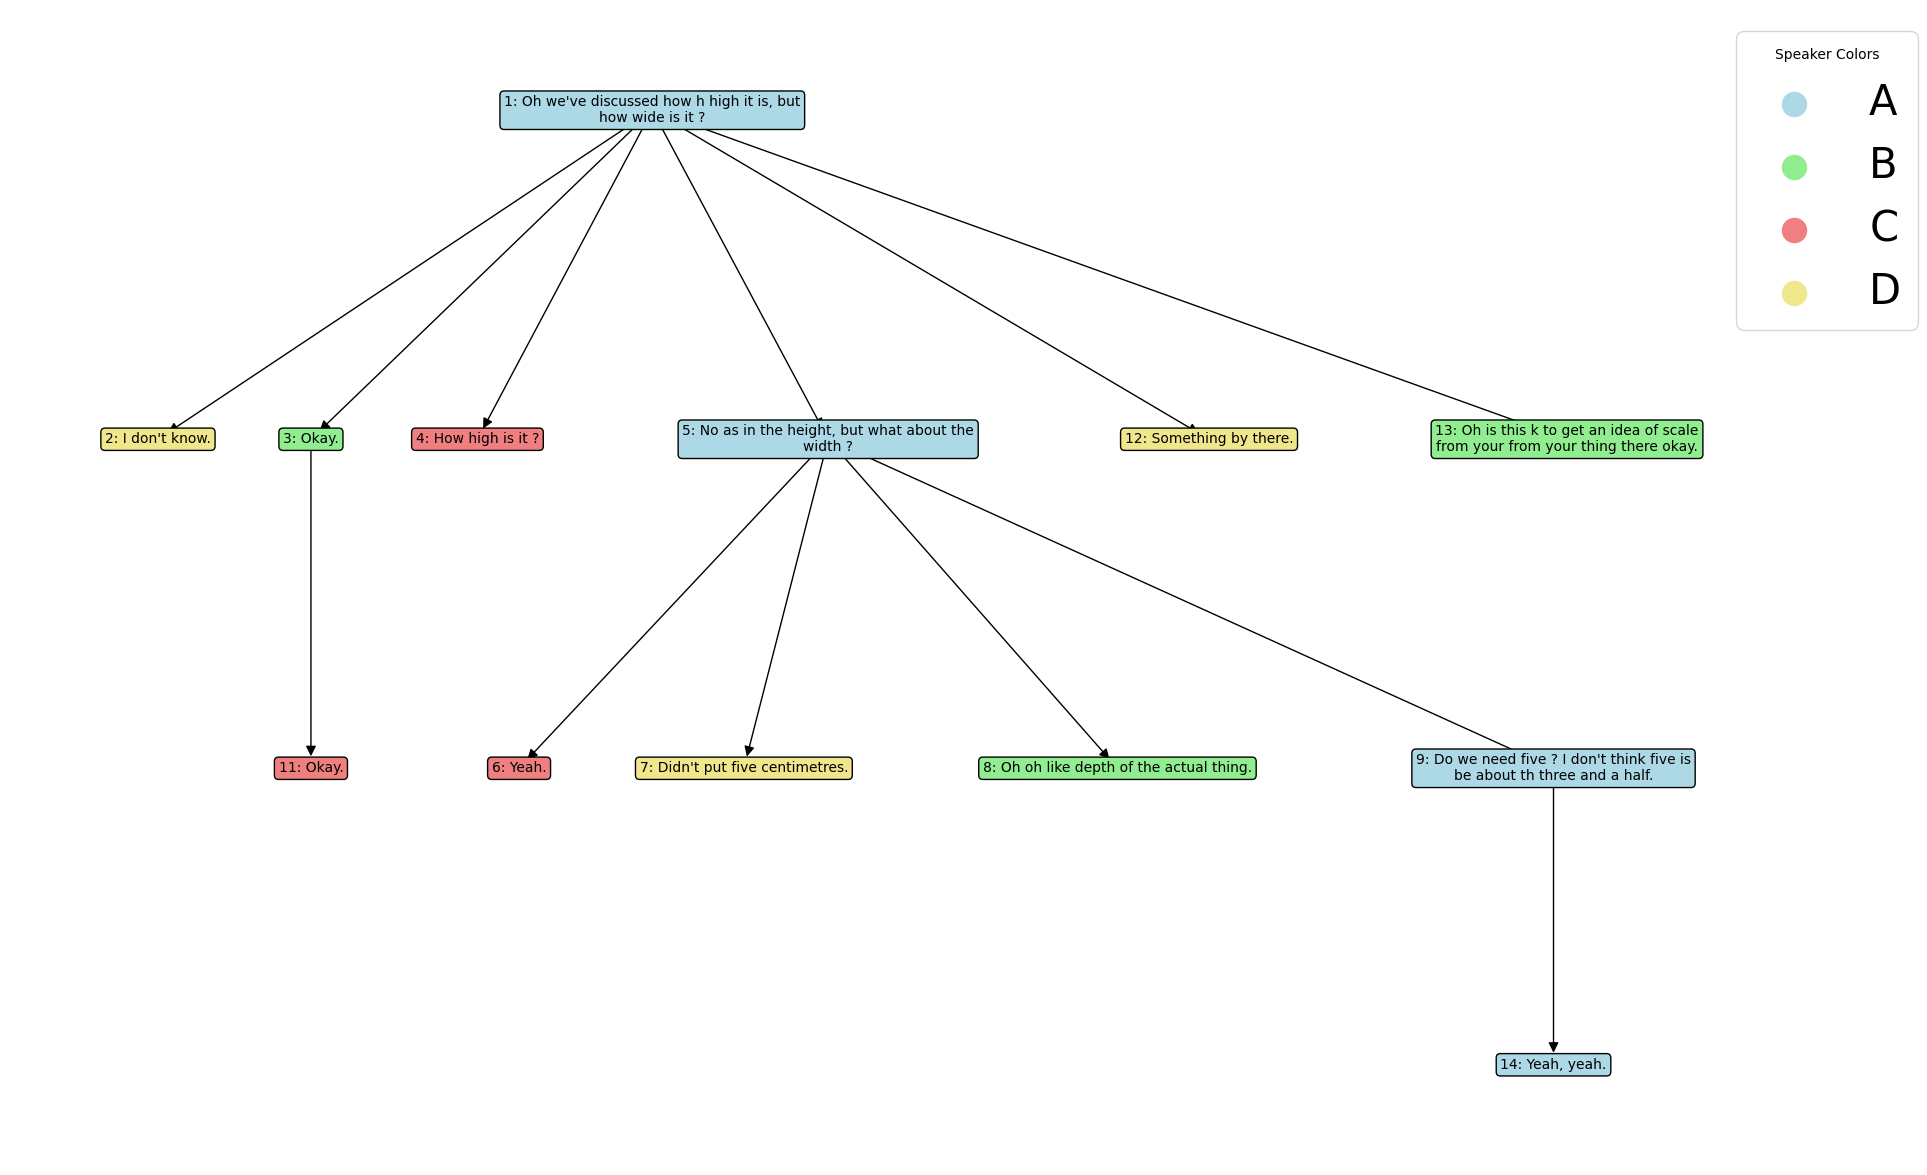 Speaker Colors
A
B
C
D
1: Oh we've discussed how h high it is, but
how wide is it ?
2: I don't know.
3: Okay.
4: How high is it ?
5: No as in the height, but what about the
width ?
12: Something by there.
13: Oh is this k to get an idea of scale
from your from your thing there okay.
11: Okay.
6: Yeah.
7: Didn't put five centimetres.
8: Oh oh like depth of the actual thing.
9: Do we need five ? I don't think five is
be about th three and a half.
14: Yeah, yeah.